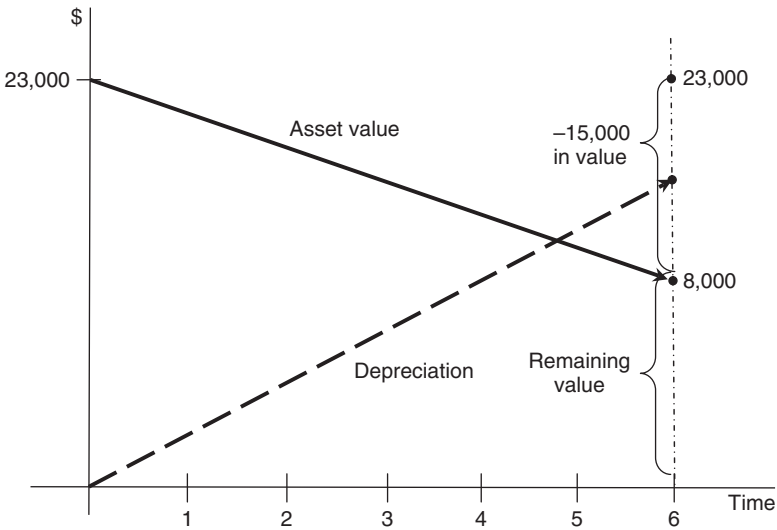 $
23,000
23,000
Asset value
–15,000
in value
8,000
Depreciation
Remaining
value
Time
1 2 3 4 5 6